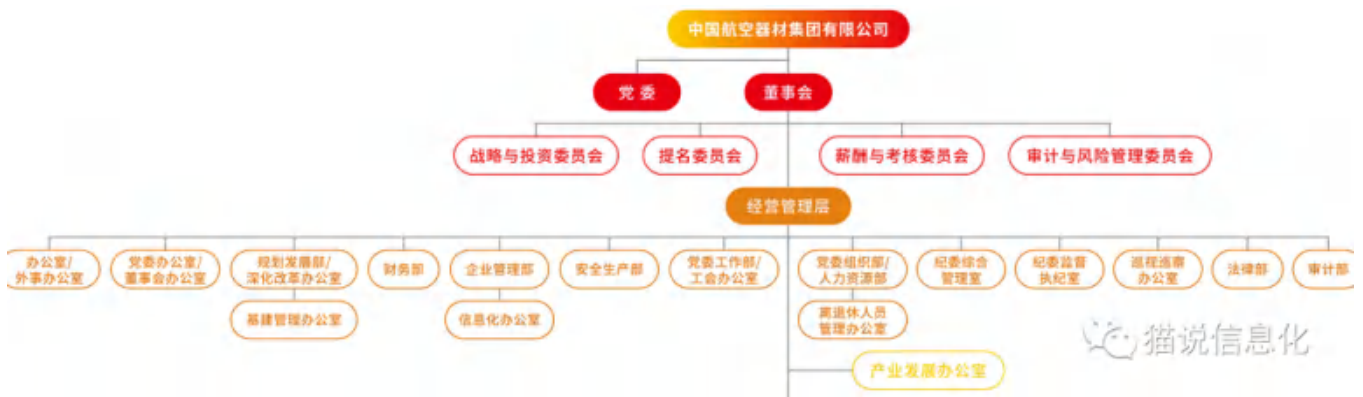 中国航空器材集团有限公司
党委
董事会
战略与投资委员会
提名委员会
薪酬与考核委员会
审计与风险管理委员会
经营管理层
办公室/
外事办公室
党委办公室/
董事会办公室
规划发展部/
深化改革办公室
财务部
企业管理部
安全生产部
党委工作部/
工会办公室
党委组织部/
人力资源部
纪委综合
管理室
纪委监督
执纪室
巡视巡察
办公室
法律部
审计部
基建管理办公室
信息化办公室
离退休人员
管理办公室
猫说信息化
产业发展办公室